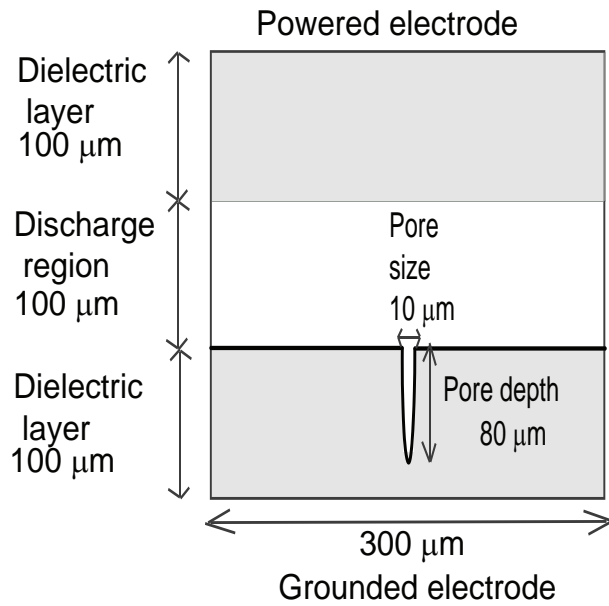 Powered electrode
Dielectric
layer
100 μm
Discharge
region
100 μm
Pore
size
10 μm
Dielectric
layer
100 μm
Pore depth
80 μm
300 μm
Grounded electrode